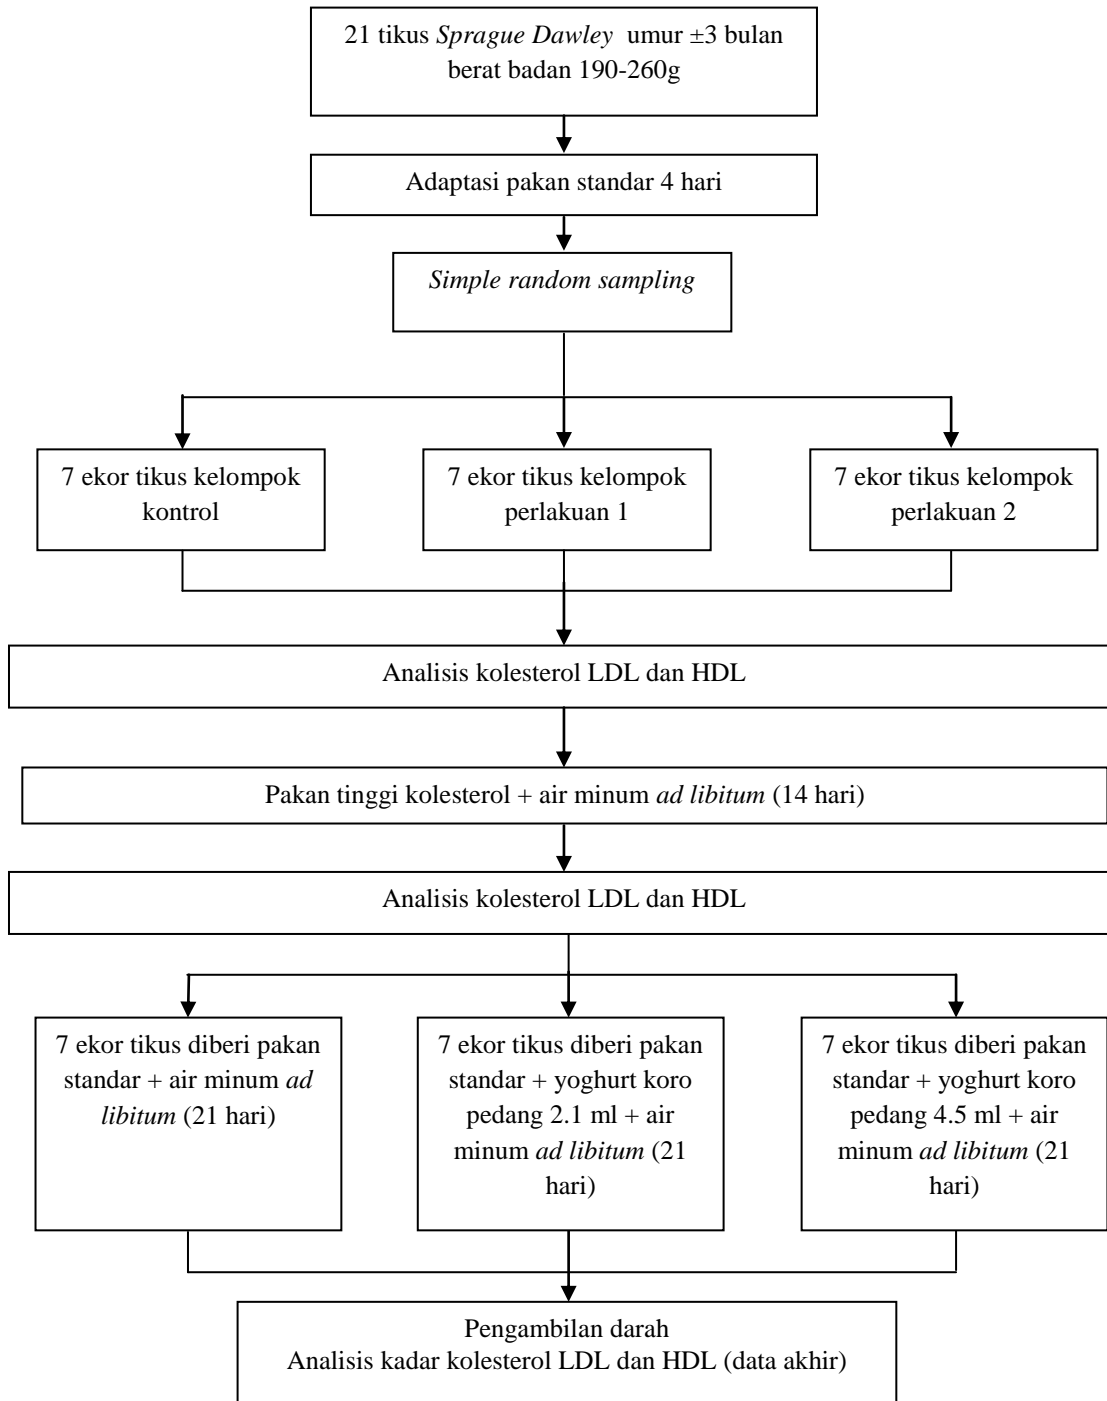 21 tikus Sprague Dawley umur ±3 bulan
berat badan 190-260g
Adaptasi pakan standar 4 hari
Simple random sampling
7 ekor tikus kelompok
kontrol
7 ekor tikus kelompok
perlakuan 1
7 ekor tikus kelompok
perlakuan 2
Analisis kolesterol LDL dan HDL
Pakan tinggi kolesterol + air minum ad libitum (14 hari)
Analisis kolesterol LDL dan HDL
7 ekor tikus diberi pakan
standar + air minum ad
libitum (21 hari)
7 ekor tikus diberi pakan
standar + yoghurt koro
pedang 2.1 ml + air
minum ad libitum (21
hari)
7 ekor tikus diberi pakan
standar + yoghurt koro
pedang 4.5 ml + air
minum ad libitum (21
hari)
Pengambilan darah
Analisis kadar kolesterol LDL dan HDL (data akhir)